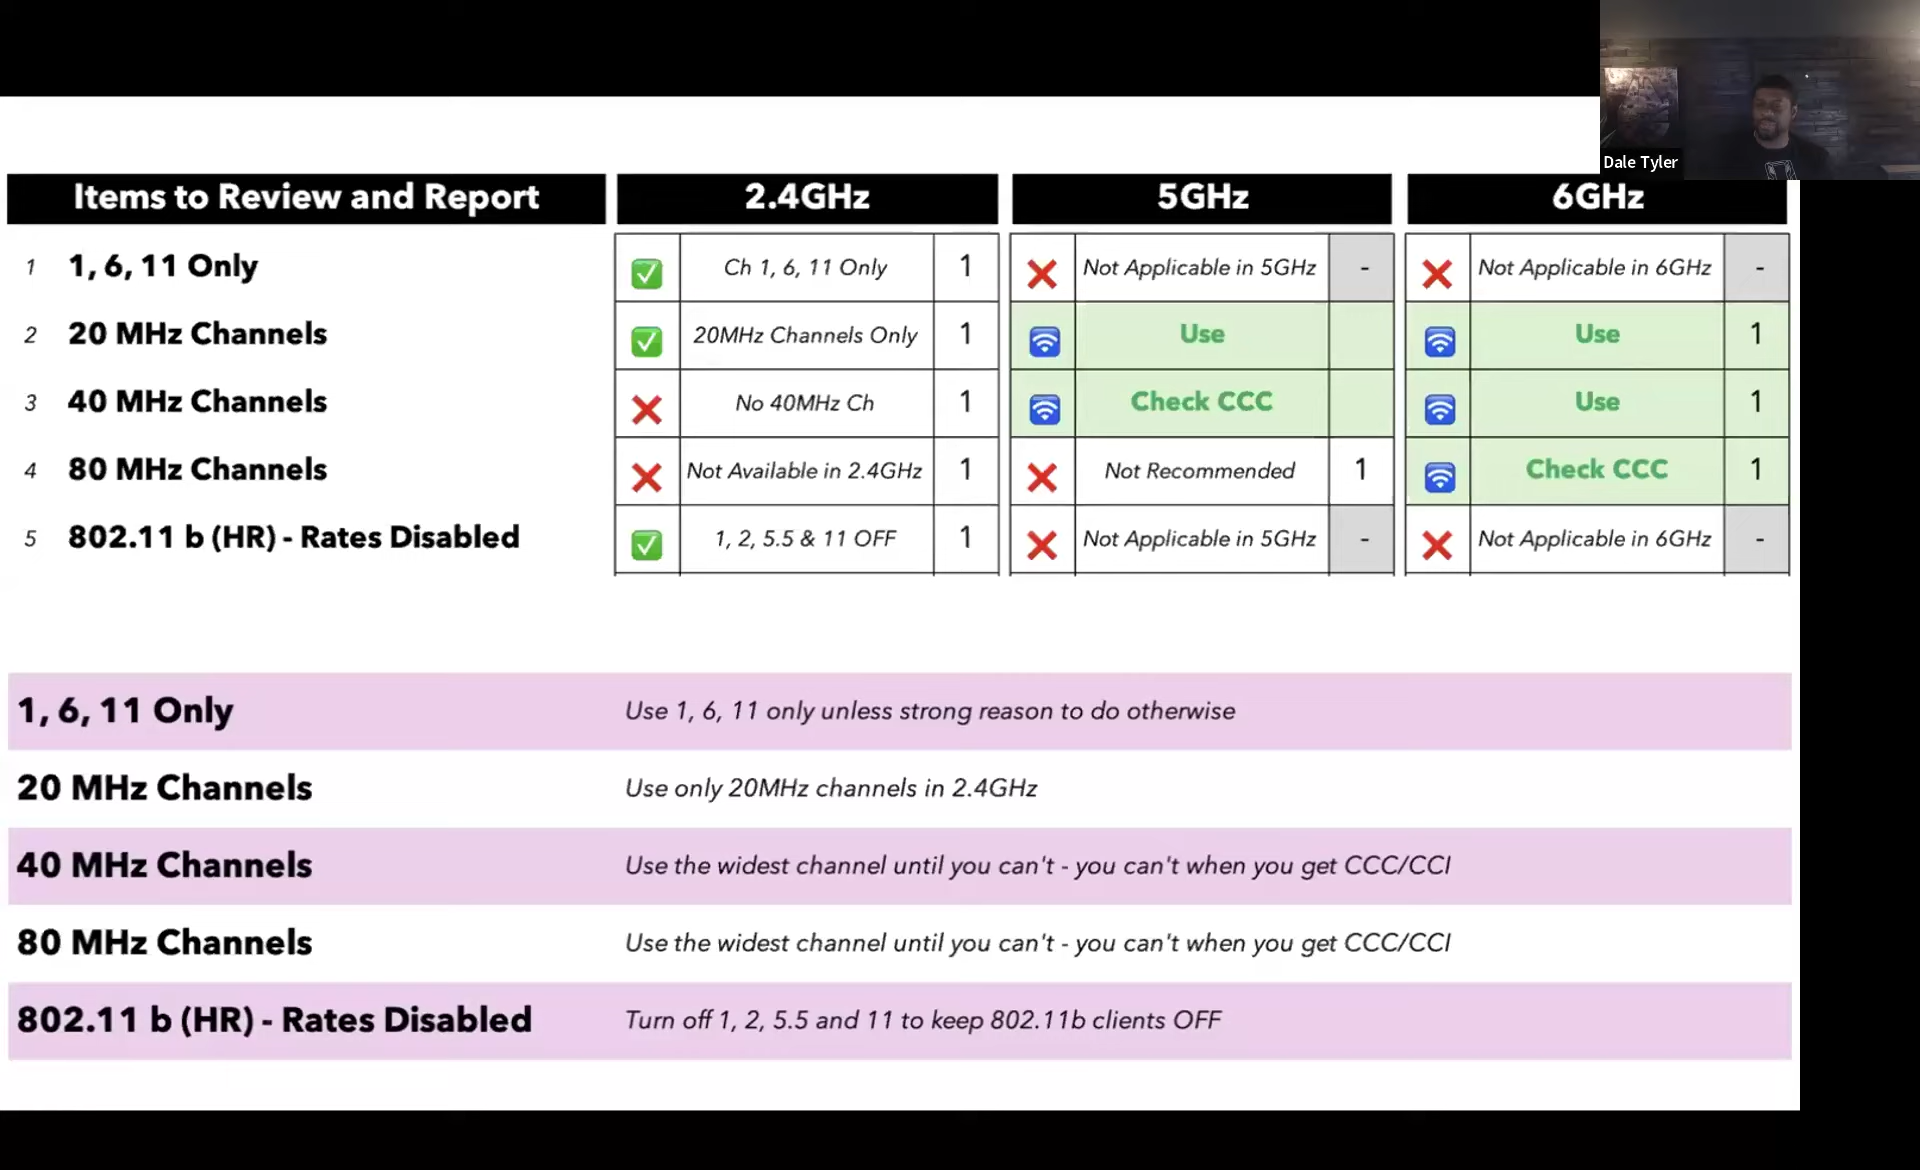 Dale Tyler
Items to Review and Report 2.4GHz 5GHz 6GHz
1 1, 6, 11 Only Ch 1, 6, 11 Only 1 Not Applicable in 5GHz - Not Applicable in 6GHz -
2 20 MHz Channels 20MHz Channels Only 1 Use Use 1
3 40 MHz Channels No 40MHz Ch 1 Check CCC Use 1
4 80 MHz Channels Not Available in 2.4GHz 1 Not Recommended 1 Check CCC 1
5 802.11 b (HR) - Rates Disabled 1, 2, 5.5 & 11 OFF 1 Not Applicable in 5GHz - Not Applicable in 6GHz -
1, 6, 11 Only Use 1, 6, 11 only unless strong reason to do otherwise
20 MHz Channels Use only 20MHz channels in 2.4GHz
40 MHz Channels Use the widest channel until you can't - you can't when you get CCC/CCI
80 MHz Channels Use the widest channel until you can't - you can't when you get CCC/CCI
802.11 b (HR) - Rates Disabled Turn off 1, 2, 5.5 and 11 to keep 802.11b clients OFF